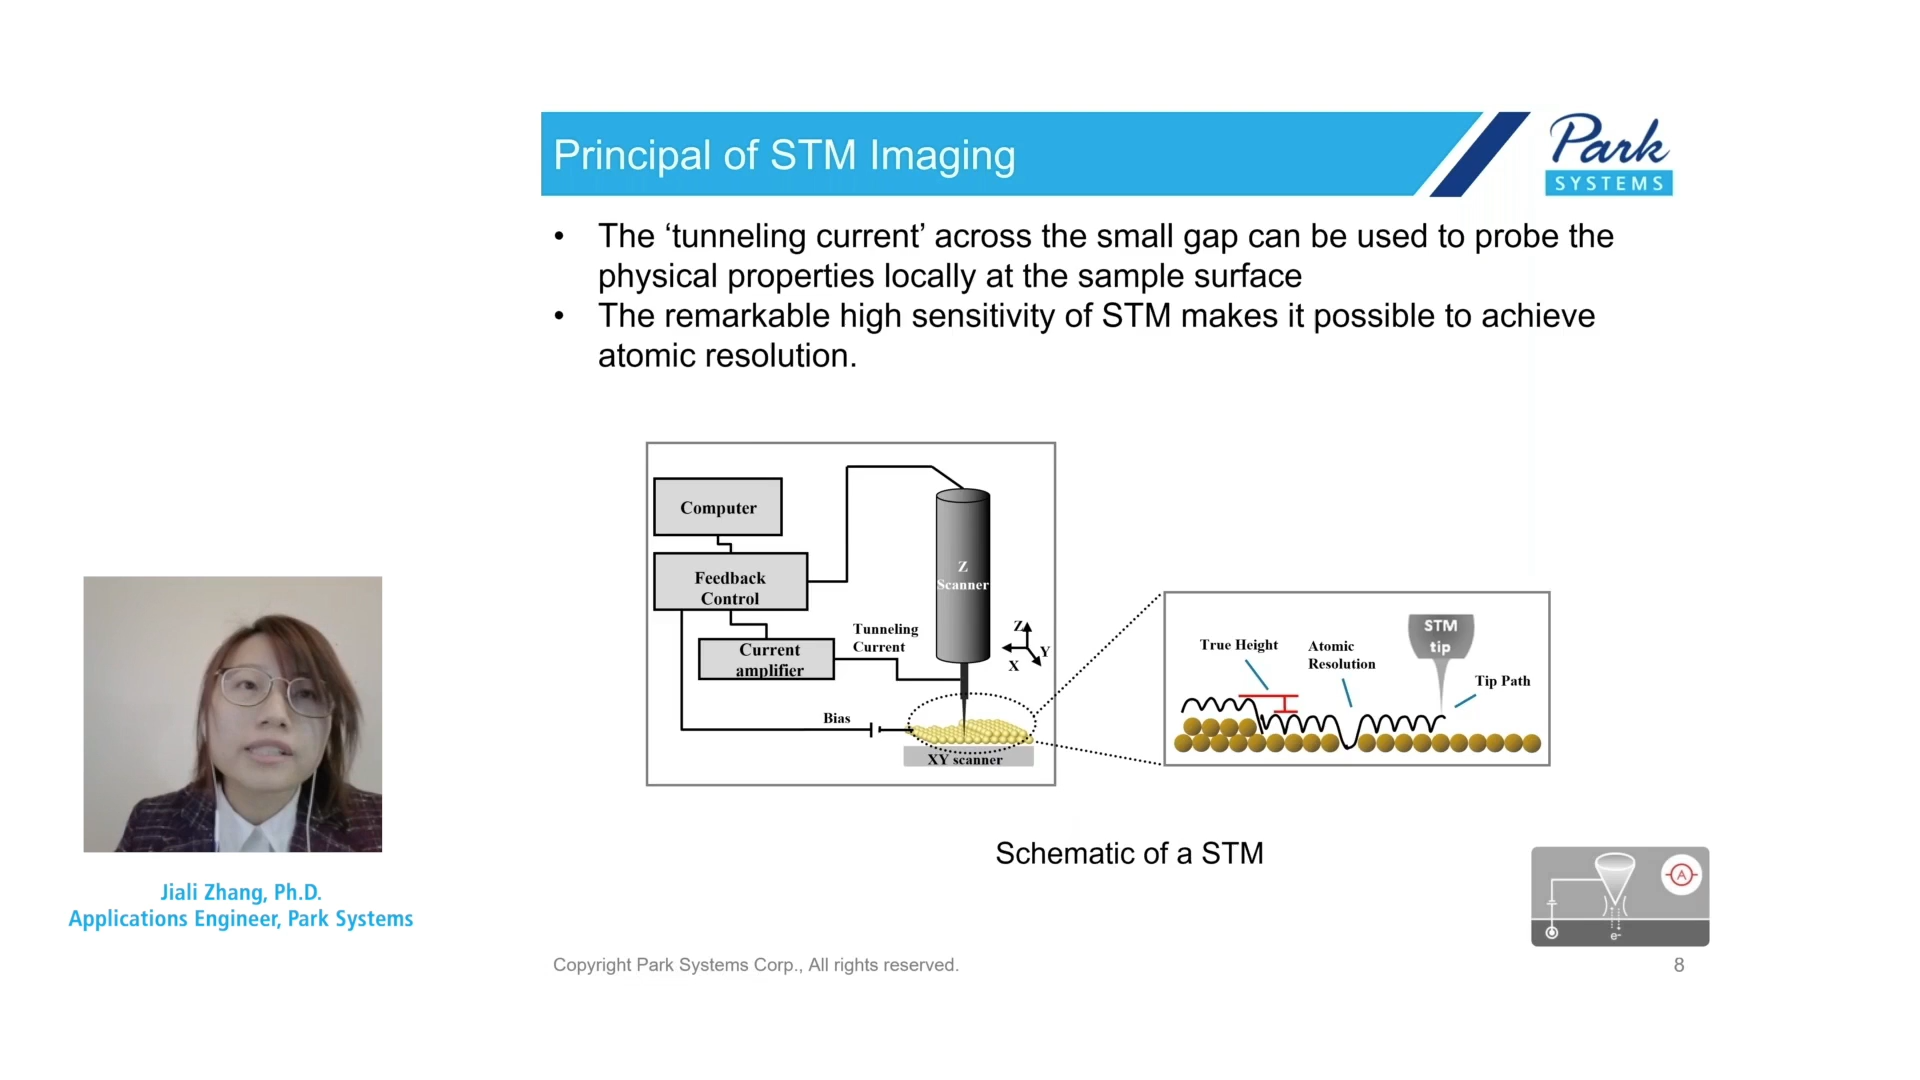 Principal of STM Imaging
Park
SYSTEMS
• The ‘tunneling current’ across the small gap can be used to probe the
physical properties locally at the sample surface
• The remarkable high sensitivity of STM makes it possible to achieve
atomic resolution.
Computer
Feedback
Control
Current
amplifier
Tunneling
Current
Bias
Z
Scanner
Z
Y
X
XY scanner
True Height
Atomic
Resolution
STM
tip
Tip Path
Schematic of a STM
A
e-
Jiali Zhang, Ph.D.
Applications Engineer, Park Systems
Copyright Park Systems Corp., All rights reserved.
8